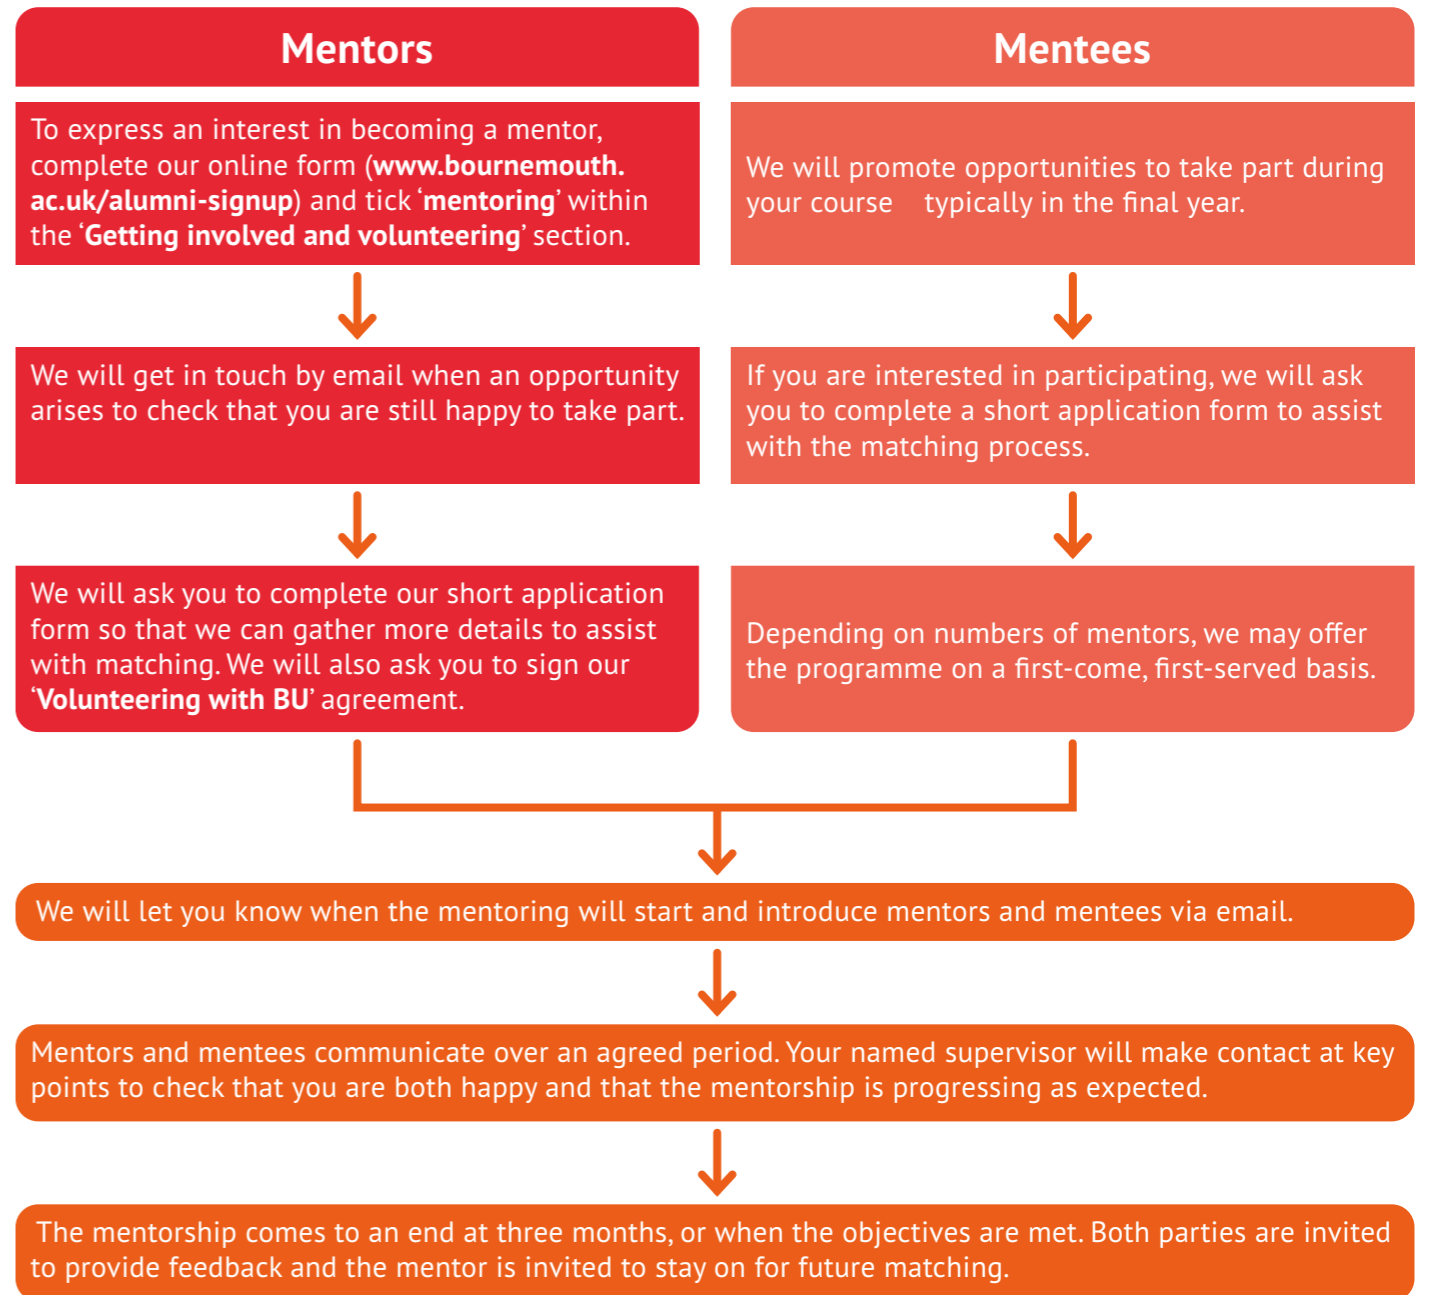 Mentors
To express an interest in becoming a mentor,
complete our online form (www.bournemouth.
ac.uk/alumni-signup) and tick ‘mentoring’ within
the ‘Getting involved and volunteering’ section.
We will get in touch by email when an opportunity
arises to check that you are still happy to take part.
We will ask you to complete our short application
form so that we can gather more details to assist
with matching. We will also ask you to sign our
‘Volunteering with BU’ agreement.
Mentees
We will promote opportunities to take part during
your course typically in the final year.
If you are interested in participating, we will ask
you to complete a short application form to assist
with the matching process.
Depending on numbers of mentors, we may offer
the programme on a first-come, first-served basis.
We will let you know when the mentoring will start and introduce mentors and mentees via email.
Mentors and mentees communicate over an agreed period. Your named supervisor will make contact at key
points to check that you are both happy and that the mentorship is progressing as expected.
The mentorship comes to an end at three months, or when the objectives are met. Both parties are invited
to provide feedback and the mentor is invited to stay on for future matching.